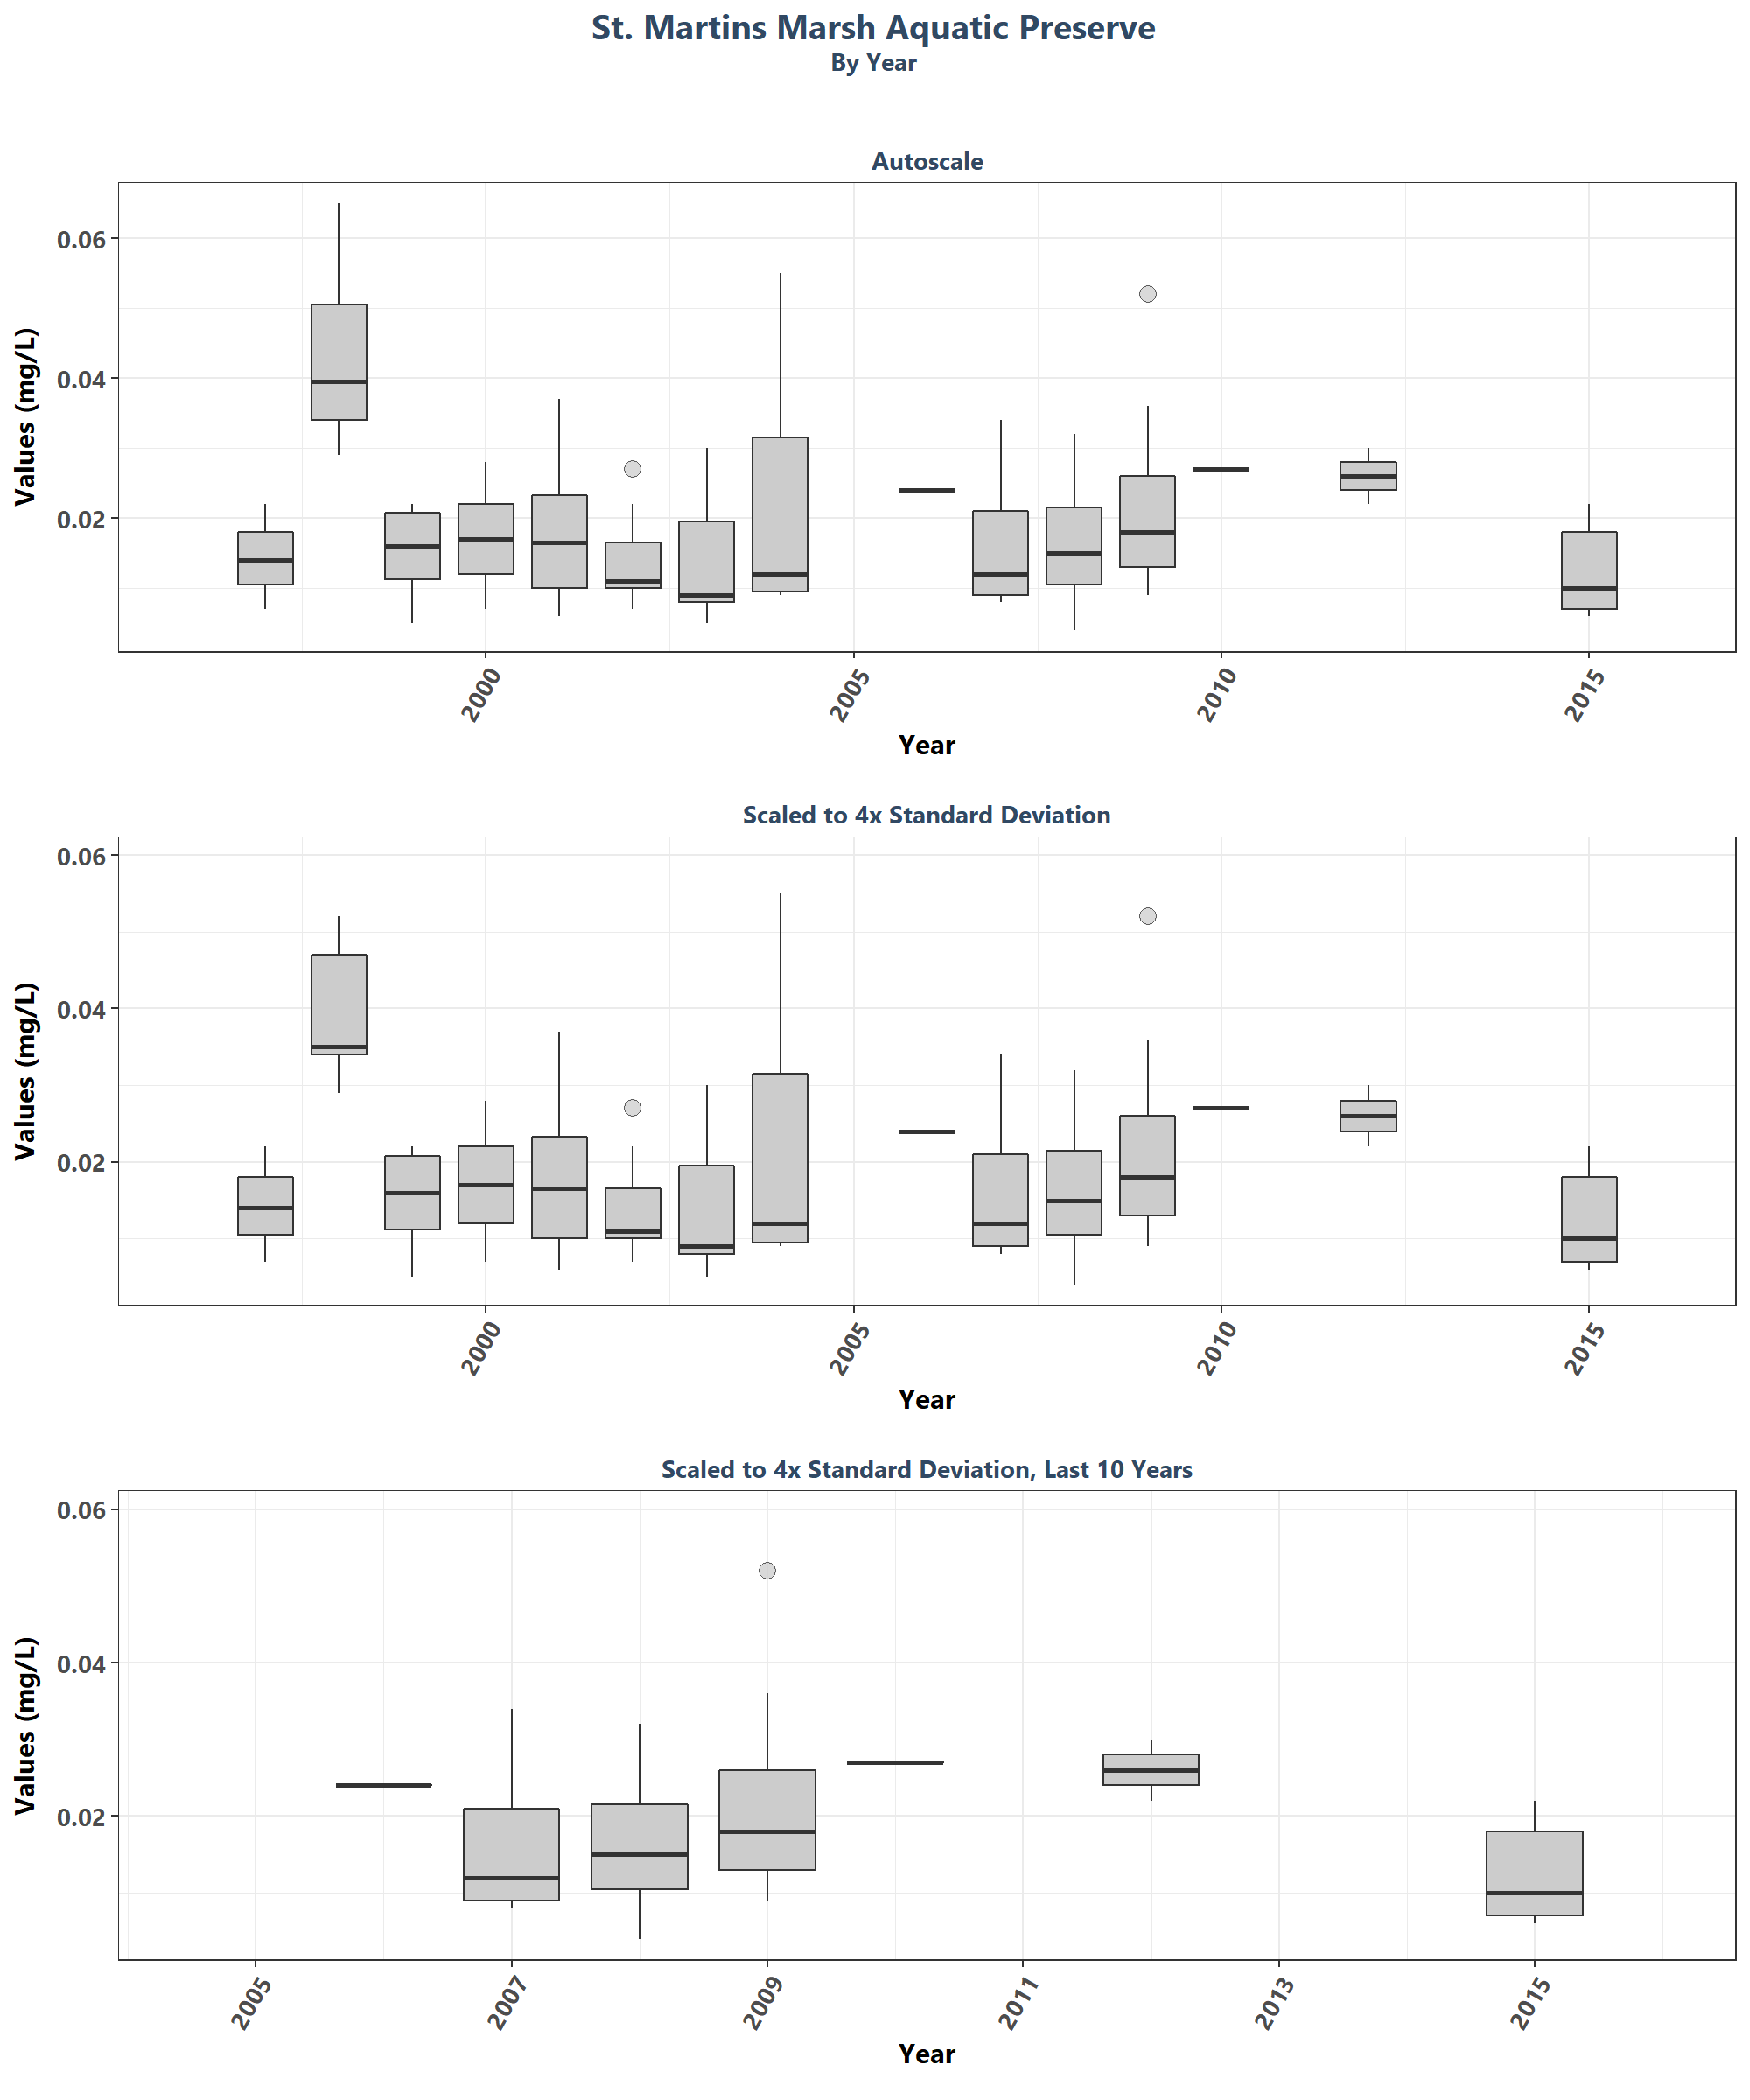 St. Martins Marsh Aquatic Preserve
By Year
Autoscale
Values (mg/L)
0.06
0.04
0.02
2000
2005
2010
2015
Year
Scaled to 4x Standard Deviation
Values (mg/L)
0.06
0.04
0.02
2000
2005
2010
2015
Year
Scaled to 4x Standard Deviation, Last 10 Years
Values (mg/L)
0.06
0.04
0.02
2005
2007
2009
2011
2013
2015
Year